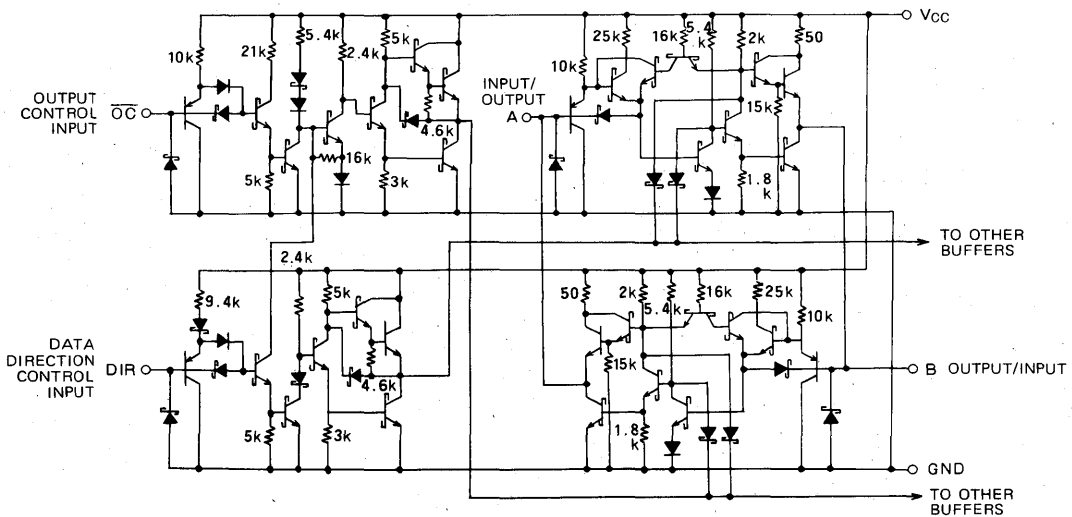 VCC
10k
21k
5.4k
2.4k
5k
OUTPUT
CONTROL
INPUT
OC
4.6k
16k
5k
3k
INPUT/
OUTPUT
A
10k
25k
16k
5.4
k
2k
50
15k
1.8
k
TO OTHER
BUFFERS
2.4k
9.4k
5k
DATA
DIRECTION
CONTROL
INPUT
DIR
4.6k
5k
3k
50
2k
5.4k
16k
25k
10k
15k
1.8
k
B OUTPUT/INPUT
GND
TO OTHER
BUFFERS